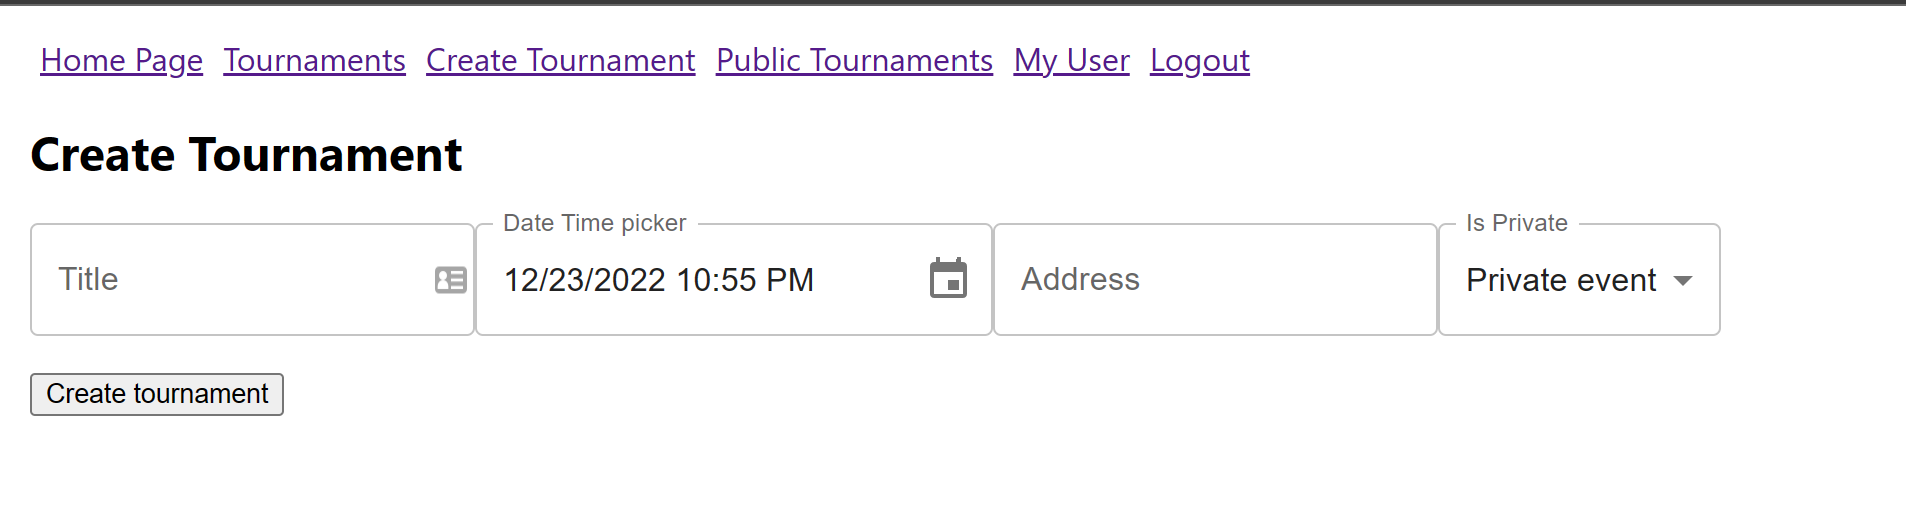 Home Page Tournaments Create Tournament Public Tournaments My User Logout
Create Tournament
Date Time picker Is Private
Title 12/23/2022 10:55 PM Address Private event
Create tournament